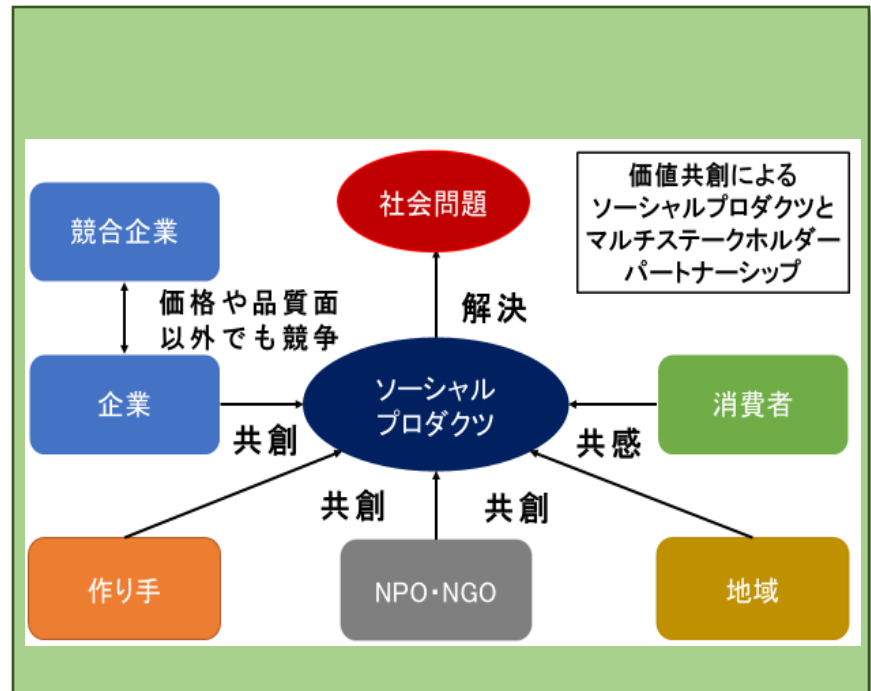 社会問題
価値共創による
ソーシャルプロダクツと
マルチステークホルダー
パートナーシップ
競合企業
価格や品質面
以外でも競争
解決
企業
ソーシャル
プロダクツ
消費者
共創
共感
共創
共創
作り手
NPO・NGO
地域